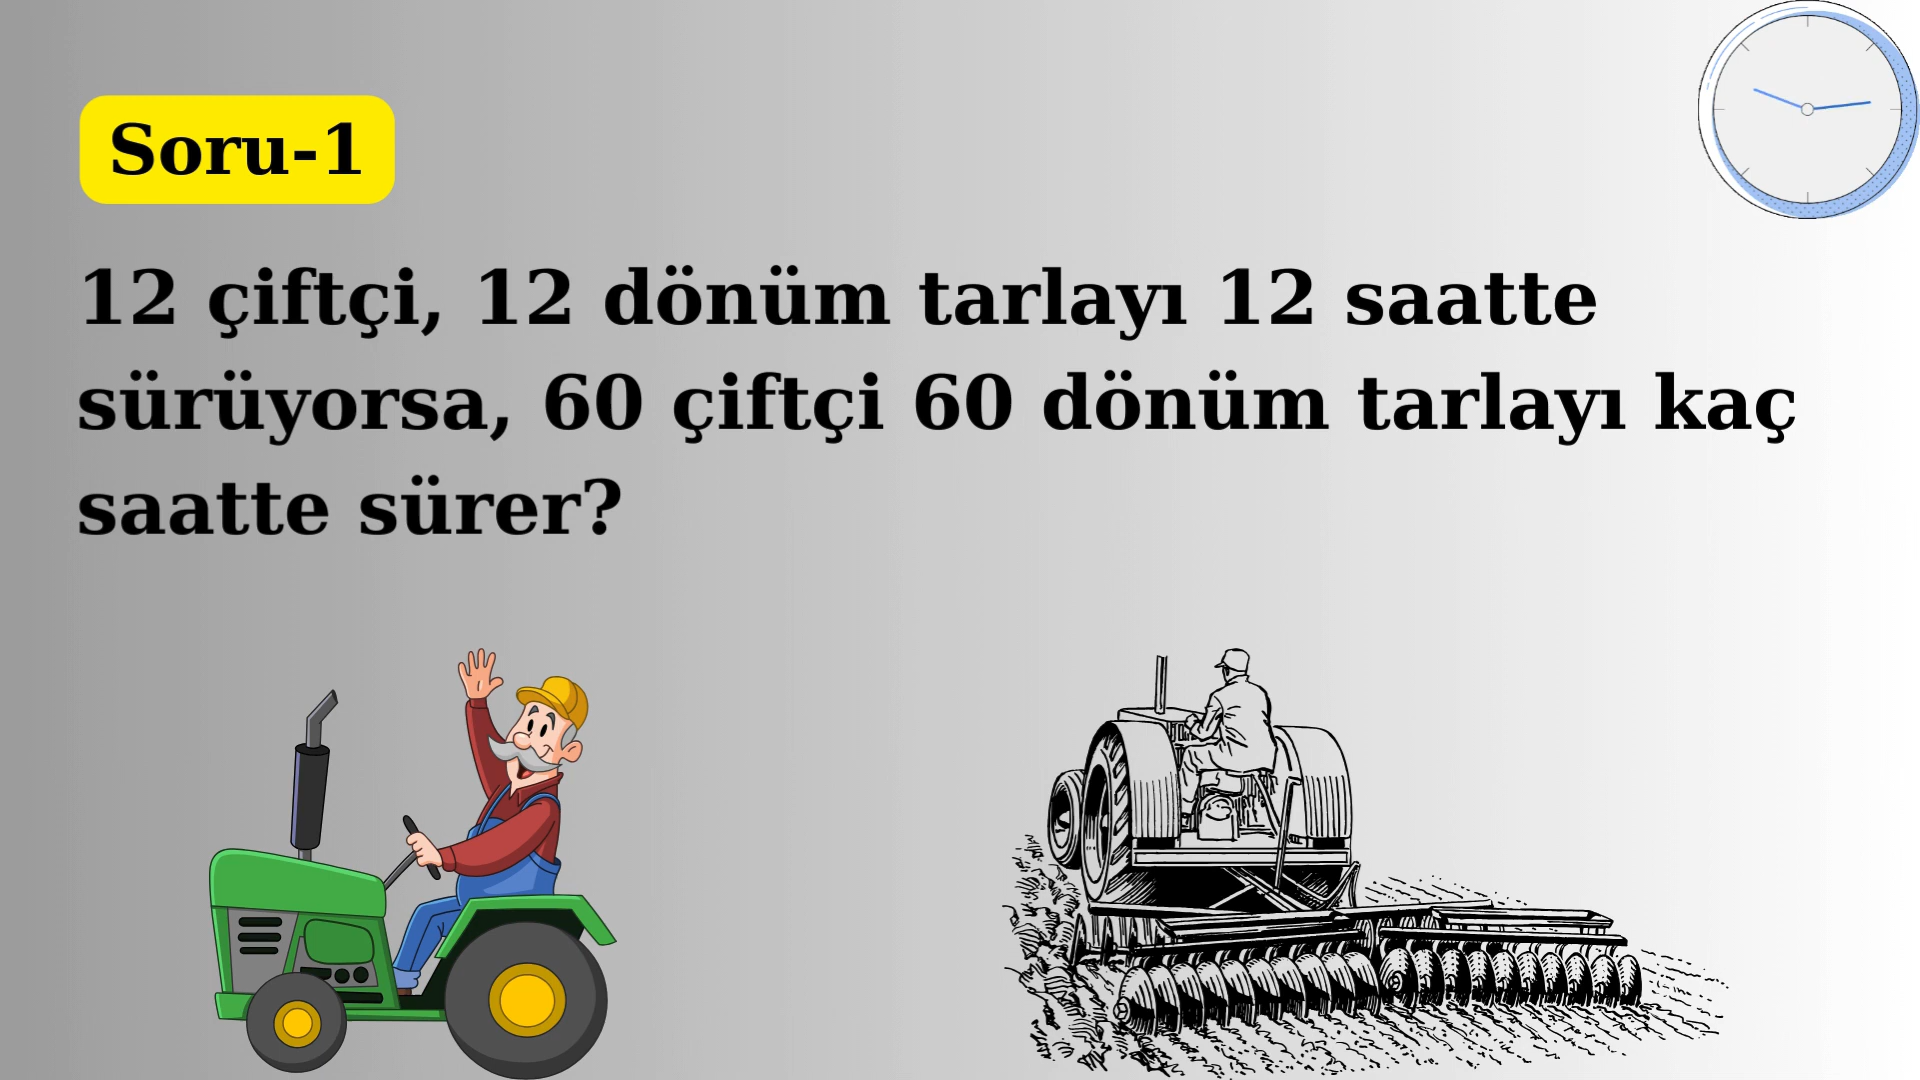 Soru-1
12 çiftçi, 12 dönüm tarlayı 12 saatte
sürüyorsa, 60 çiftçi 60 dönüm tarlayı kaç
saatte sürer?